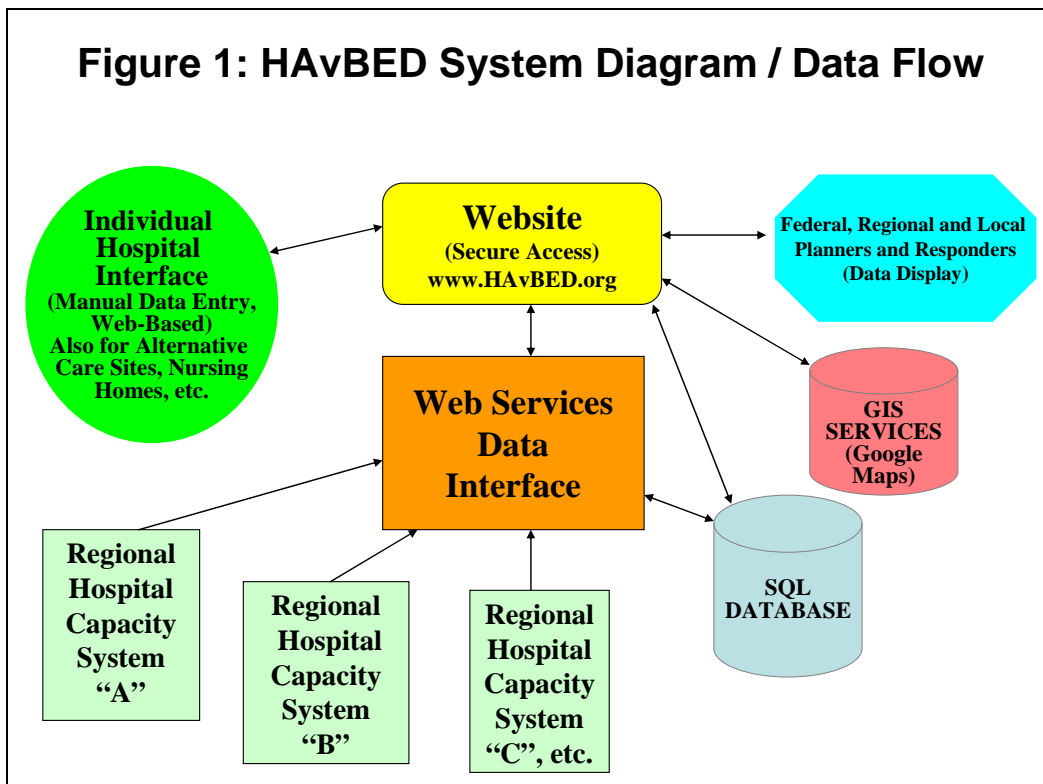 Figure 1: HAvBED System Diagram / Data Flow
Individual
Hospital
Interface
(Manual Data Entry,
Web-Based)
Also for Alternative
Care Sites, Nursing
Homes, etc.
Website
(Secure Access)
www.HAvBED.org
Federal, Regional and Local
Planners and Responders
(Data Display)
Web Services
Data
Interface
GIS
SERVICES
(Google
Maps)
SQL
DATABASE
Regional
Hospital
Capacity
System
“A”
Regional
Hospital
Capacity
System
“B”
Regional
Hospital
Capacity
System
“C”, etc.